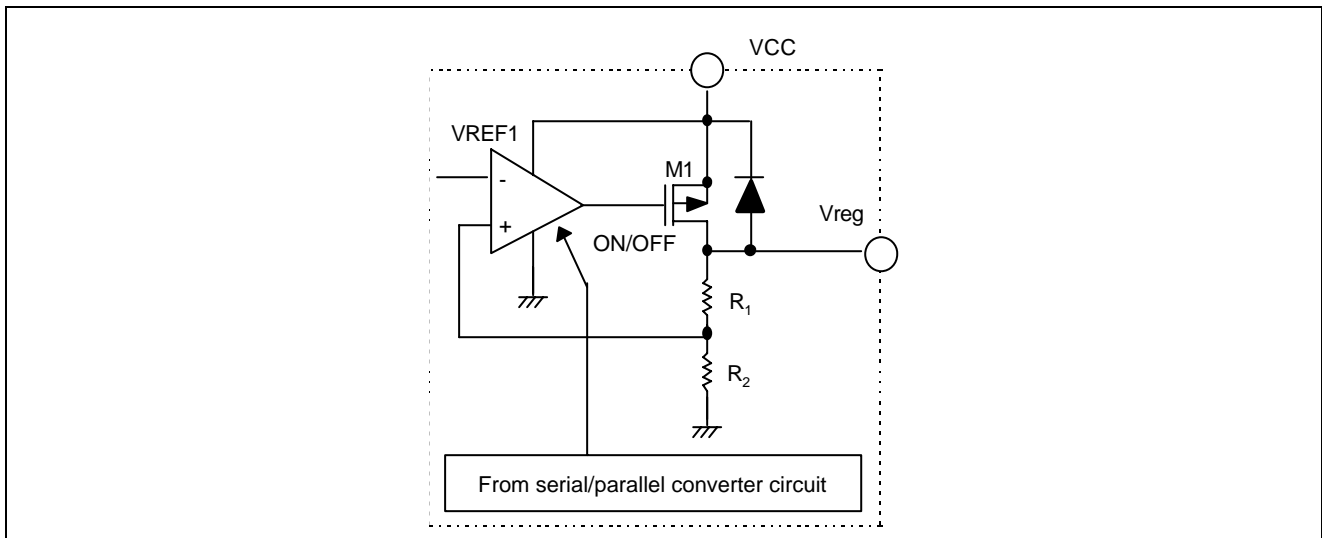 VCC
VREF1
M1
-
Vreg
+
ON/OFF
R₁
R₂
From serial/parallel converter circuit